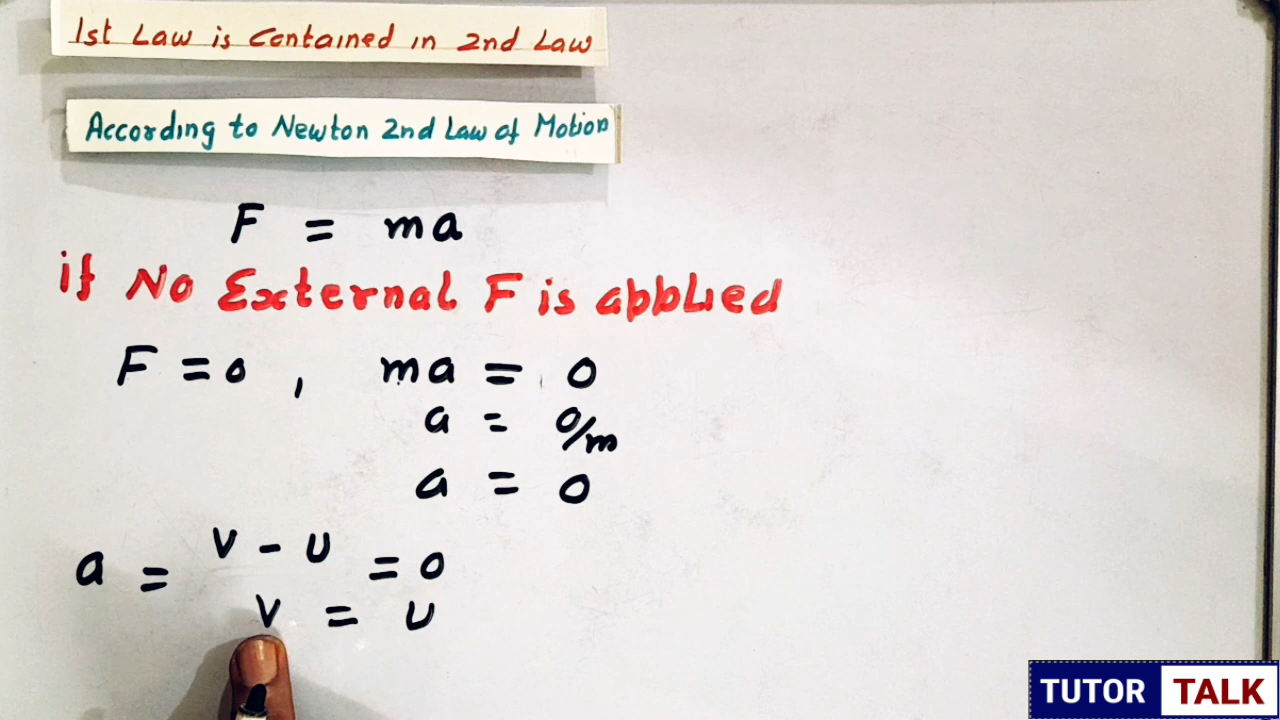 1st Law is Contained in 2nd Law
According to Newton 2nd Law of Motion
F = ma
if No External F is applied
F = 0 , ma = 0
a = 0/m
a = 0
a = v - u = 0
v = u
TUTOR TALK